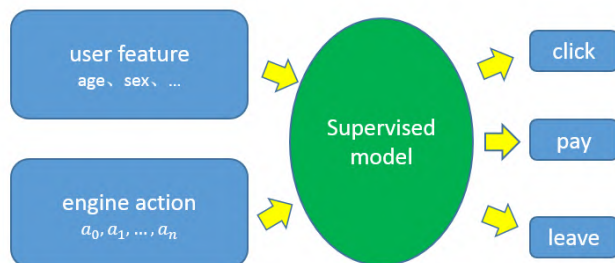 user feature
age、sex、...
engine action
a₀, a₁, ..., aₙ
Supervised
model
click
pay
leave